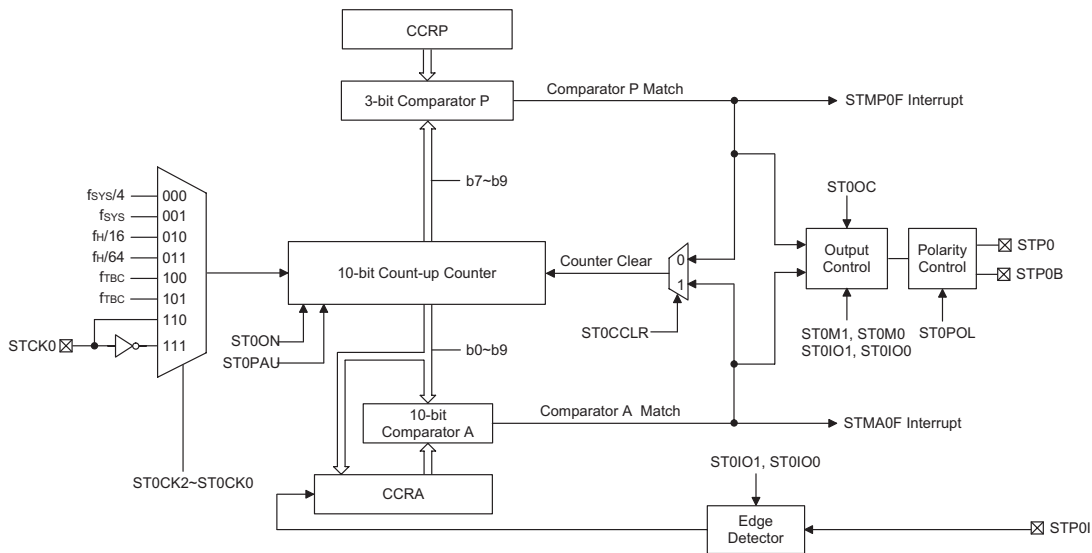 CCRP
3-bit Comparator P
Comparator P Match
STMP0F Interrupt
b7~b9
fSYS/4
000
fSYS
001
fH/16
010
fH/64
011
fTBC
100
fTBC
101
110
111
STCK0
ST0CK2~ST0CK0
10-bit Count-up Counter
ST0ON
ST0PAU
Counter Clear
0
1
ST0CCLR
ST0OC
Output
Control
Polarity
Control
STP0
STP0B
ST0M1, ST0M0
ST0IO1, ST0IO0
ST0POL
b0~b9
10-bit
Comparator A
Comparator A Match
STMA0F Interrupt
CCRA
ST0IO1, ST0IO0
Edge
Detector
STP0I